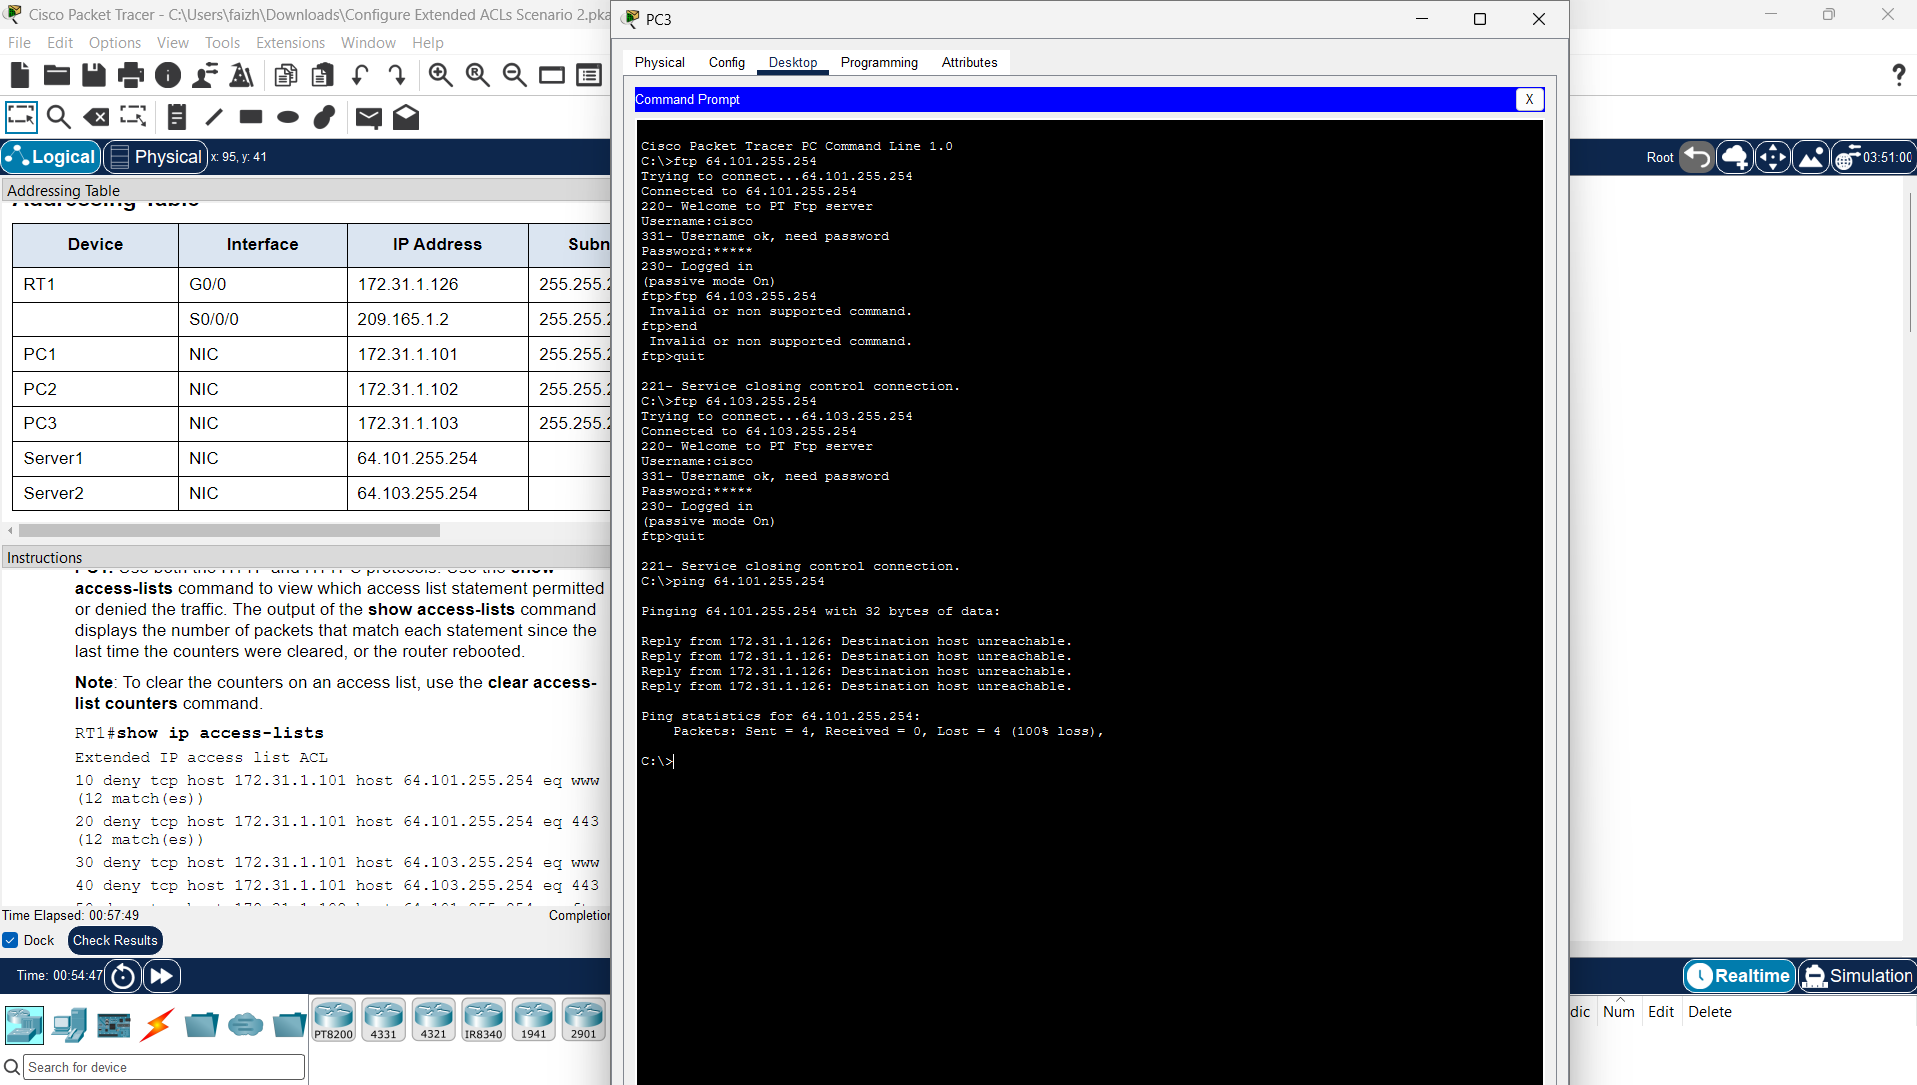 Cisco Packet Tracer - C:\Users\faizh\Downloads\Configure Extended ACLs Scenario 2.pka
File Edit Options View Tools Extensions Window Help
Logical Physical x: 95, y: 41
Root 03:51:00
Addressing Table
Addressing Table
Device Interface IP Address Subn
RT1 G0/0 172.31.1.126 255.255.2
S0/0/0 209.165.1.2 255.255.2
PC1 NIC 172.31.1.101 255.255.2
PC2 NIC 172.31.1.102 255.255.2
PC3 NIC 172.31.1.103 255.255.2
Server1 NIC 64.101.255.254
Server2 NIC 64.103.255.254
Instructions
PC1. Use both the HTTP and HTTPS protocols. Use the show
access-lists command to view which access list statement permitted
or denied the traffic. The output of the show access-lists command
displays the number of packets that match each statement since the
last time the counters were cleared, or the router rebooted.
Note: To clear the counters on an access list, use the clear access-
list counters command.
RT1#show ip access-lists
Extended IP access list ACL
10 deny tcp host 172.31.1.101 host 64.101.255.254 eq www
(12 match(es))
20 deny tcp host 172.31.1.101 host 64.101.255.254 eq 443
(12 match(es))
30 deny tcp host 172.31.1.101 host 64.103.255.254 eq www
40 deny tcp host 172.31.1.101 host 64.103.255.254 eq 443
Time Elapsed: 00:57:49 Completion
Dock Check Results
Time: 00:54:47
PT8200 4331 4321 IR8340 1941 2901
Search for device
PC3
Physical Config Desktop Programming Attributes
Command Prompt X
Cisco Packet Tracer PC Command Line 1.0
C:\>ftp 64.101.255.254
Trying to connect...64.101.255.254
Connected to 64.101.255.254
220- Welcome to PT Ftp server
Username:cisco
331- Username ok, need password
Password:*****
230- Logged in
(passive mode On)
ftp>ftp 64.103.255.254
Invalid or non supported command.
ftp>end
Invalid or non supported command.
ftp>quit
221- Service closing control connection.
C:\>ftp 64.103.255.254
Trying to connect...64.103.255.254
Connected to 64.103.255.254
220- Welcome to PT Ftp server
Username:cisco
331- Username ok, need password
Password:*****
230- Logged in
(passive mode On)
ftp>quit
221- Service closing control connection.
C:\>ping 64.101.255.254
Pinging 64.101.255.254 with 32 bytes of data:
Reply from 172.31.1.126: Destination host unreachable.
Reply from 172.31.1.126: Destination host unreachable.
Reply from 172.31.1.126: Destination host unreachable.
Reply from 172.31.1.126: Destination host unreachable.
Ping statistics for 64.101.255.254:
Packets: Sent = 4, Received = 0, Lost = 4 (100% loss),
C:\>
Realtime Simulation
dic Num Edit Delete